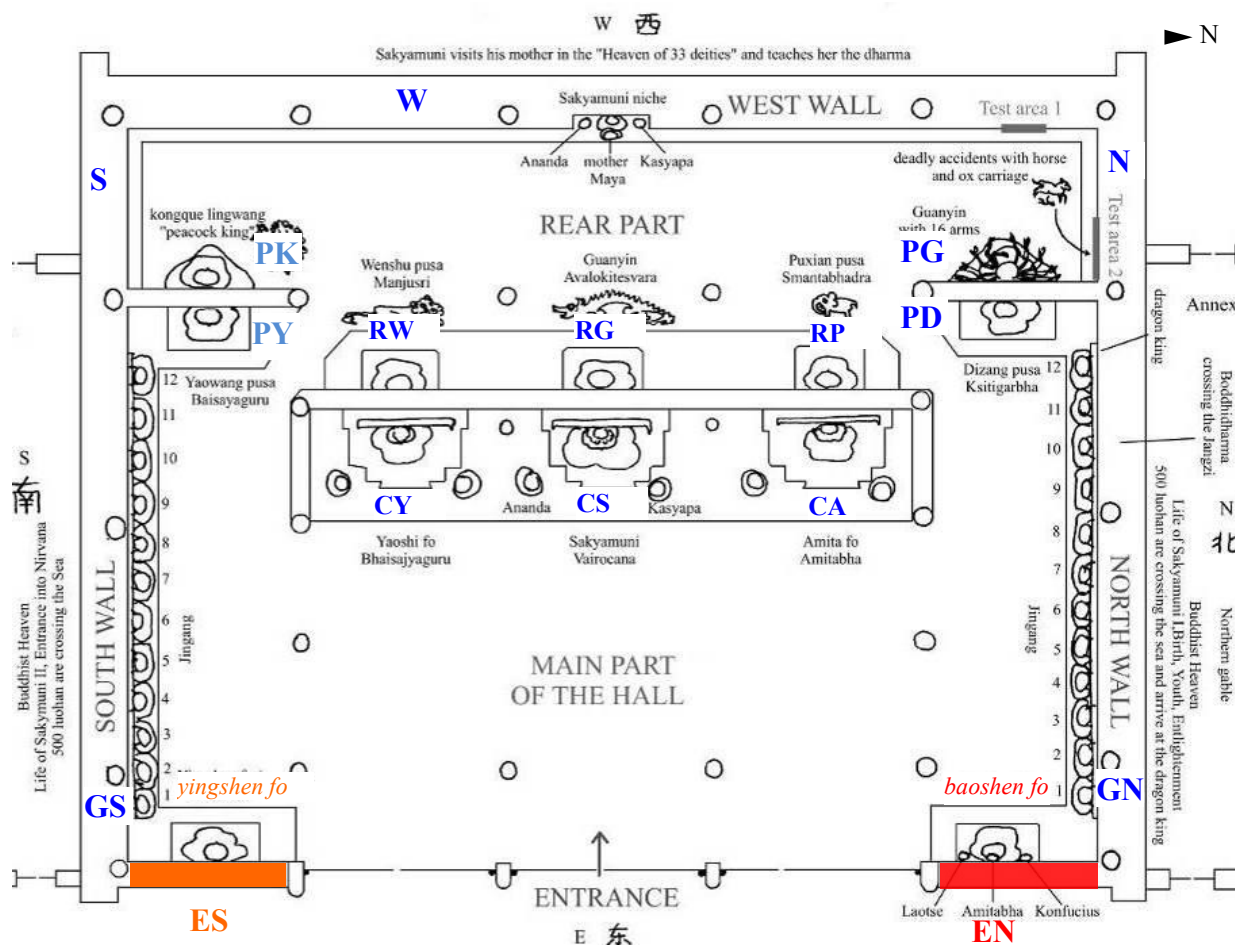 W 西
N
Sakyamuni visits his mother in the "Heaven of 33 deities" and teaches her the dharma
W
Sakyamuni niche
WEST WALL
Test area 1
Ananda
mother
Maya
Kasyapa
S
N
deadly accidents with horse
and ox carriage
kongque lingwang
"peacock king"
PK
REAR PART
Guanyin
with 16 arms
PG
Test area 2
Wenshu pusa
Manjusri
Guanyin
Avalokitesvara
Puxian pusa
Smantabhadra
Annex
PY
RW
RG
RP
PD
dragon king
Yaowang pusa
Baisayaguru
Dizang pusa
Ksitigarbha
Boddhidharma
crossing the Jangzi
12
11
10
9
8
7
6
5
4
3
2
1
12
11
10
9
8
7
6
5
4
3
2
1
CY
Ananda
CS
Kasyapa
CA
Yaoshi fo
Bhaisajyaguru
Sakyamuni
Vairocana
Amita fo
Amitabha
S
南
N
北
Buddhist Heaven
Life of Sakymuni II, Entrance into Nirvana
500 luohan are crossing the Sea
SOUTH WALL
Jingang
MAIN PART
OF THE HALL
Jingang
NORTH WALL
Northern gable
Buddhist Heaven
Life of Sakyamuni I,Birth, Youth, Entlightenment
500 luohan are crossing the sea and arrive at the dragon king
GS
yingshen fo
baoshen fo
GN
ENTRANCE
E 东
ES
Laotse
Amitabha
Konfucius
EN